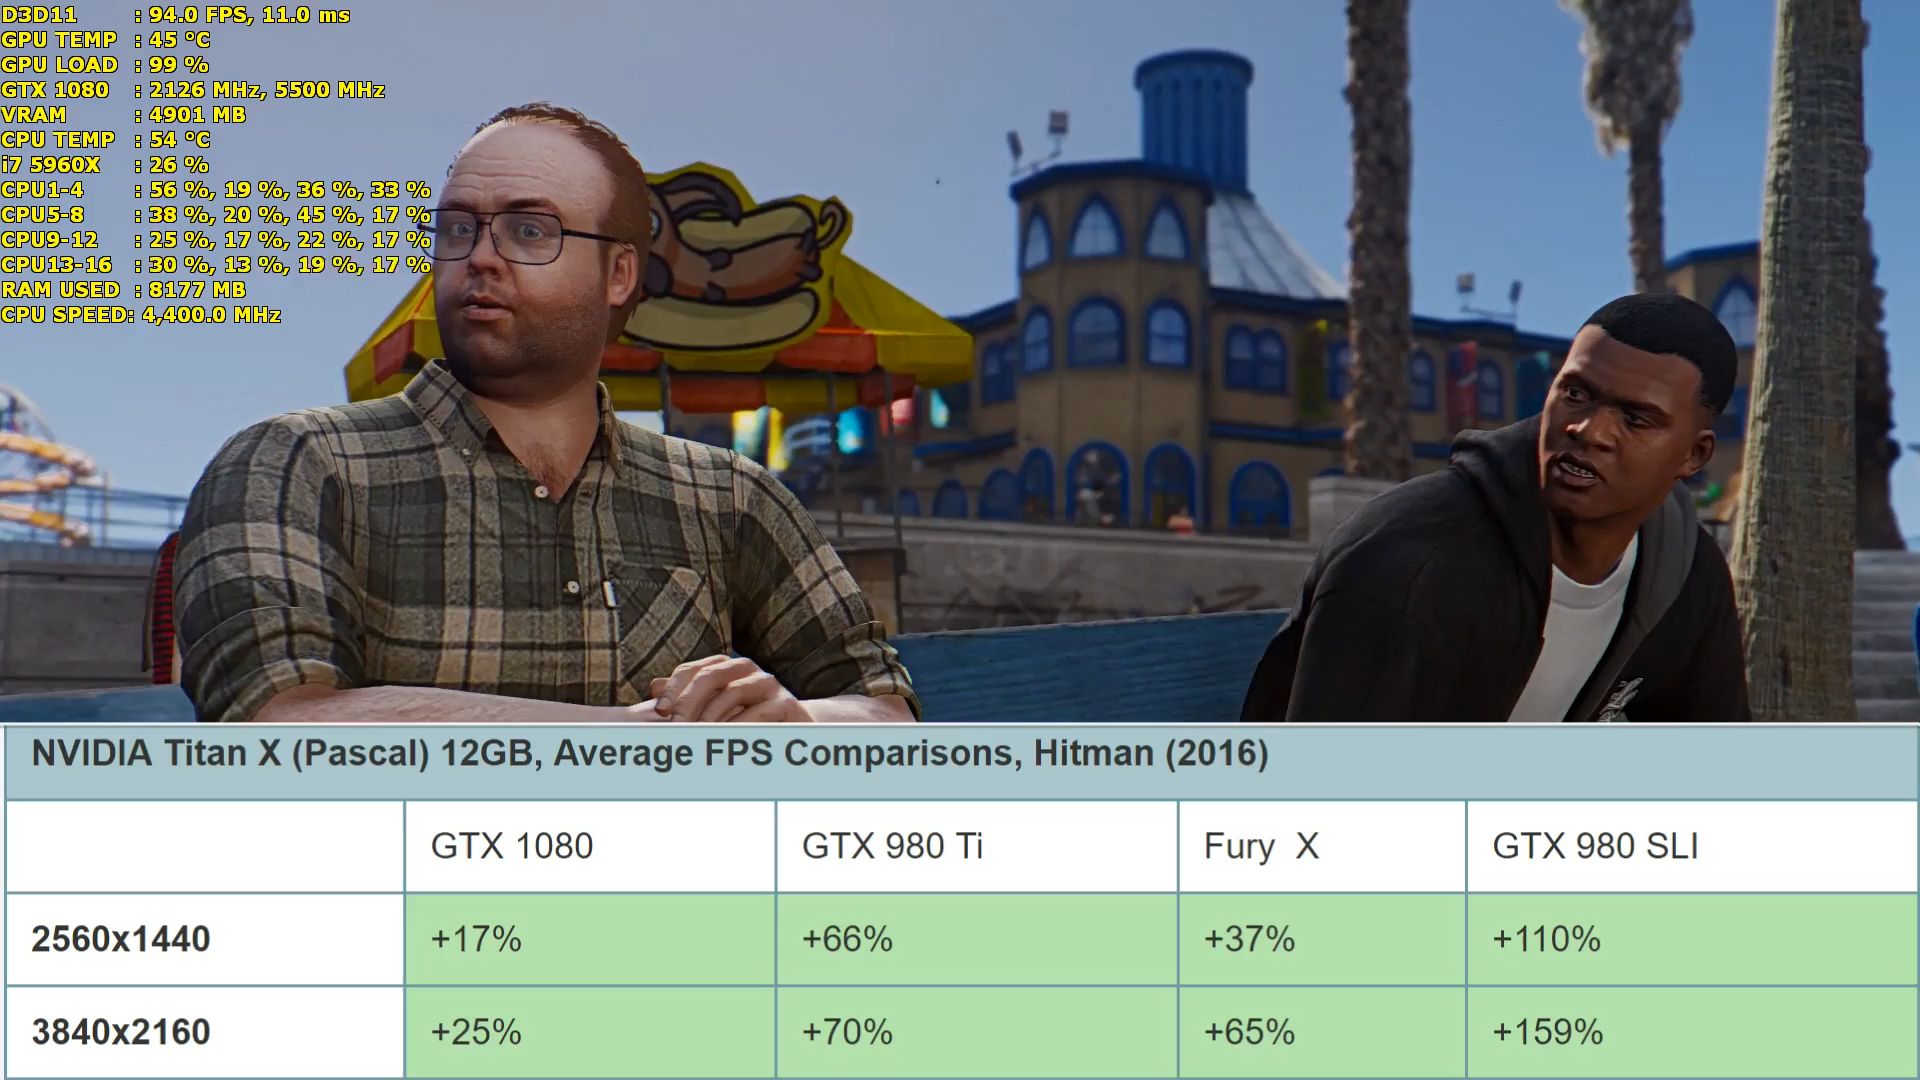 D3D11 : 94.0 FPS, 11.0 ms
GPU TEMP : 45 °C
GPU LOAD : 99 %
GTX 1080 : 2126 MHz, 5500 MHz
VRAM : 4901 MB
CPU TEMP : 54 °C
i7 5960X : 26 %
CPU1-4 : 56 %, 19 %, 36 %, 33 %
CPU5-8 : 38 %, 20 %, 45 %, 17 %
CPU9-12 : 25 %, 17 %, 22 %, 17 %
CPU13-16 : 30 %, 13 %, 19 %, 17 %
RAM USED : 8177 MB
CPU SPEED: 4,400.0 MHz
NVIDIA Titan X (Pascal) 12GB, Average FPS Comparisons, Hitman (2016)
GTX 1080 GTX 980 Ti Fury X GTX 980 SLI
2560x1440 +17% +66% +37% +110%
3840x2160 +25% +70% +65% +159%